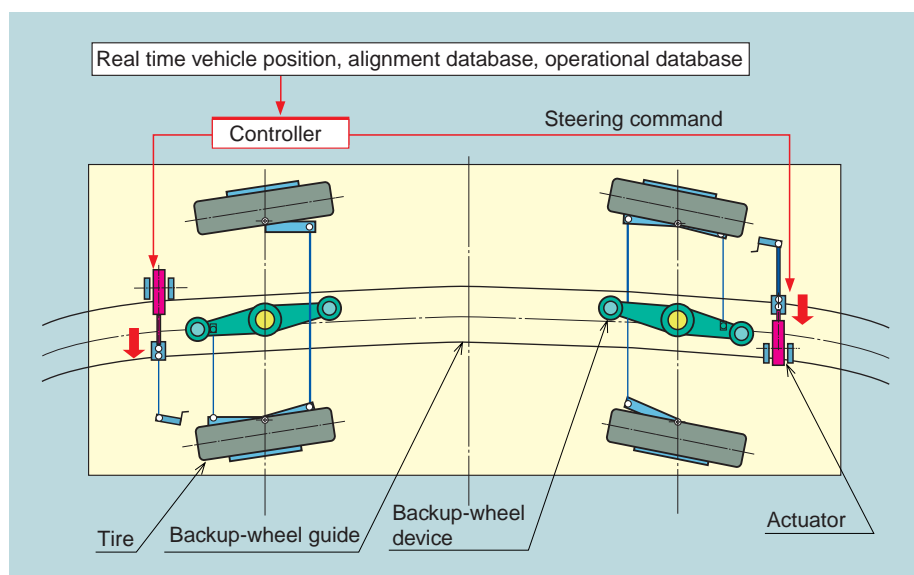 Real time vehicle position, alignment database, operational database
Controller
Steering command
Tire
Backup-wheel guide
Backup-wheel
device
Actuator